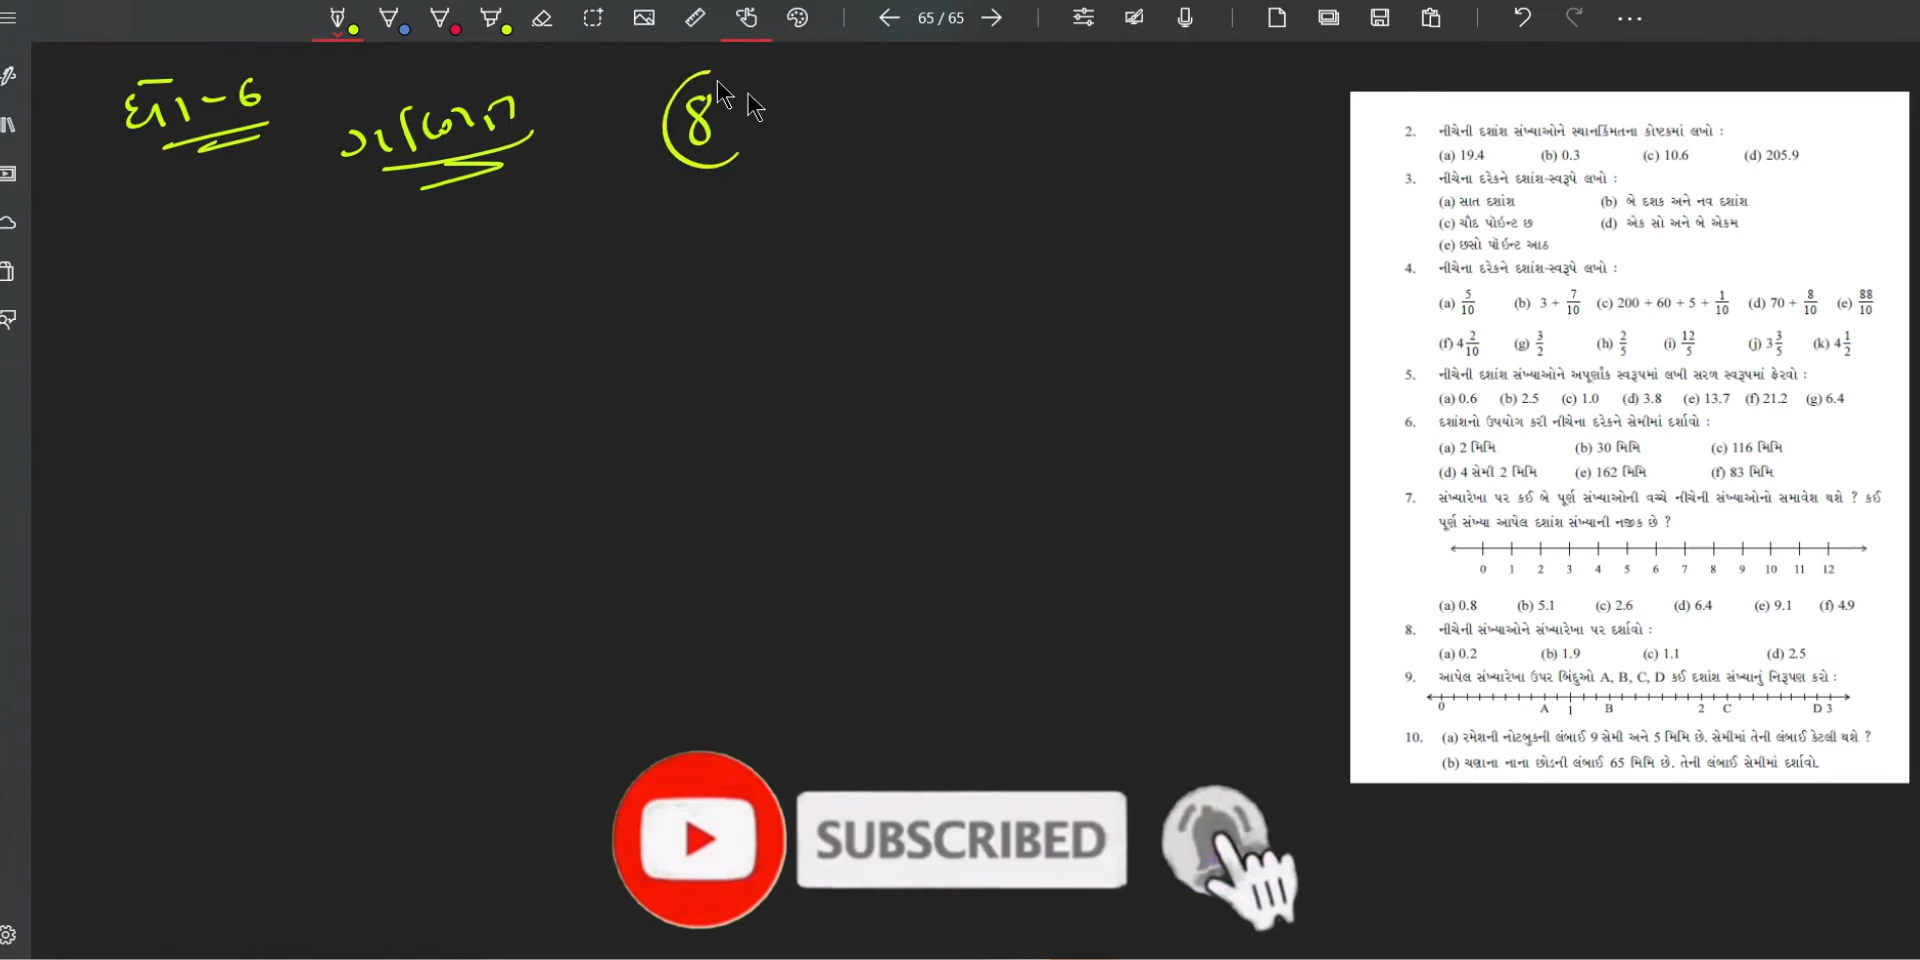 65 / 65
ધો - 6
ગણિત
8
2. નીચેની દશાંશ સંખ્યાઓને સ્થાનકિંમતના કોષ્ટકમાં લખો :
(a) 19.4 (b) 0.3 (c) 10.6 (d) 205.9
3. નીચેના દરેકને દશાંશ-સ્વરૂપે લખો :
(a) સાત દશાંશ (b) બે દશક અને નવ દશાંશ
(c) ચૌદ પૉઇન્ટ છ (d) એક સો અને બે એકમ
(e) છસો પૉઇન્ટ આઠ
4. નીચેના દરેકને દશાંશ-સ્વરૂપે લખો :
(a) 5/10 (b) 3 + 7/10 (c) 200 + 60 + 5 + 1/10 (d) 70 + 8/10 (e) 88/10
(f) 4 2/10 (g) 3/2 (h) 2/5 (i) 12/5 (j) 3 3/5 (k) 4 1/2
5. નીચેની દશાંશ સંખ્યાઓને અપૂર્ણાંક સ્વરૂપમાં લખી સરળ સ્વરૂપમાં ફેરવો :
(a) 0.6 (b) 2.5 (c) 1.0 (d) 3.8 (e) 13.7 (f) 21.2 (g) 6.4
6. દશાંશનો ઉપયોગ કરી નીચેના દરેકને સેમીમાં દર્શાવો :
(a) 2 મિમિ (b) 30 મિમિ (c) 116 મિમિ
(d) 4 સેમી 2 મિમિ (e) 162 મિમિ (f) 83 મિમિ
7. સંખ્યારેખા પર કઈ બે પૂર્ણ સંખ્યાઓની વચ્ચે નીચેની સંખ્યાઓનો સમાવેશ થશે ? કઈ
પૂર્ણ સંખ્યા આપેલ દશાંશ સંખ્યાની નજીક છે ?
0 1 2 3 4 5 6 7 8 9 10 11 12
(a) 0.8 (b) 5.1 (c) 2.6 (d) 6.4 (e) 9.1 (f) 4.9
8. નીચેની સંખ્યાઓને સંખ્યારેખા પર દર્શાવો :
(a) 0.2 (b) 1.9 (c) 1.1 (d) 2.5
9. આપેલ સંખ્યારેખા ઉપર બિંદુઓ A, B, C, D કઈ દશાંશ સંખ્યાનું નિરૂપણ કરો :
0 A 1 B 2 C D 3
10. (a) રમેશની નોટબુકની લંબાઈ 9 સેમી અને 5 મિમિ છે. સેમીમાં તેની લંબાઈ કેટલી થશે ?
(b) ચણાના નાના છોડની લંબાઈ 65 મિમિ છે. તેની લંબાઈ સેમીમાં દર્શાવો.
SUBSCRIBED